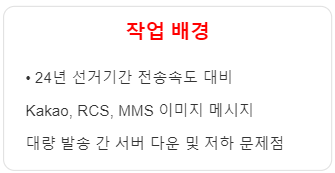 작업 배경
• 24년 선거기간 전송속도 대비
Kakao, RCS, MMS 이미지 메시지
대량 발송 간 서버 다운 및 저하 문제점